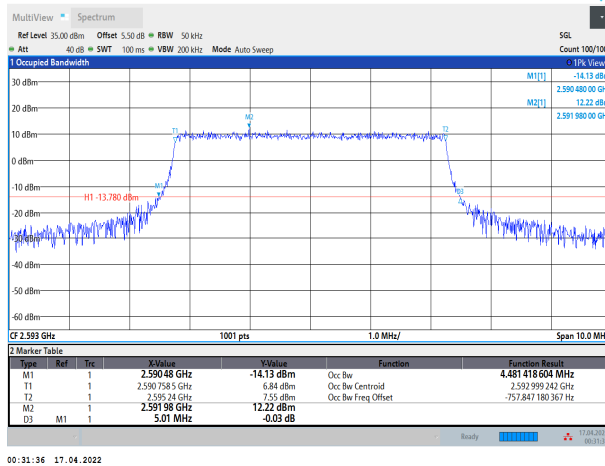 MultiView Spectrum
Ref Level 35.00 dBm Offset 5.50 dB RBW 50 kHz SGL
Att 40 dB SWT 100 ms VBW 200 kHz Mode Auto Sweep Count 100/100
1 Occupied Bandwidth 1Pk View
M1[1] -14.13 dBm
30 dBm
2.590 480 00 GH
M2[1] 12.22 dBm
2.591 980 00 GH
20 dBm
M2
T1 T2
10 dBm
0 dBm
-10 dBm
M1 D3
H1 -13.780 dBm
-20 dBm
-30 dBm
-40 dBm
-50 dBm
-60 dBm
CF 2.593 GHz 1001 pts 1.0 MHz/ Span 10.0 MH
2 Marker Table
Type Ref Trc X-Value Y-Value Function Function Result
M1 1 2.590 48 GHz -14.13 dBm Occ Bw 4.481 418 604 MHz
T1 1 2.590 758 5 GHz 6.84 dBm Occ Bw Centroid 2.592 999 242 GHz
T2 1 2.595 24 GHz 7.55 dBm Occ Bw Freq Offset -757.847 180 367 Hz
M2 1 2.591 98 GHz 12.22 dBm
D3 M1 1 5.01 MHz -0.03 dB
Ready 17.04.202
00:31:3
00:31:36 17.04.2022